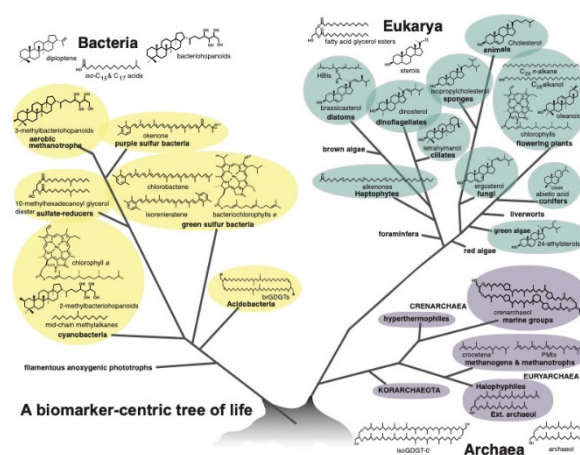 Bacteria
diploptene
bacteriohopanoids
iso-C15& C17 acids
3-methylbacteriohopanoids
aerobic
methanotrophs
okenone
purple sulfur bacteria
chlorobactene
isorenieratene
bacteriochlorophylls e
green sulfur bacteria
10-methylhexadecanoyl glycerol
diester
sulfate-reducers
chlorophyll a
2-methylbacteriohopanoids
mid-chain methylalkanes
cyanobacteria
brGDGTs
Acidobacteria
filamentous anoxygenic phototrophs
A biomarker-centric tree of life
Eukarya
fatty acid glycerol esters
sterols
Cholesterol
animals
HBIs
brassicasterol
diatoms
dinosterol
dinoflagellates
isopropylcholesterol
sponges
tetrahymanol
ciliates
C29 n-alkane
C28alkanol
oleanoid
chlorophylls
flowering plants
brown algae
alkenones
Haptophytes
ergosterol
fungi
abietic acid
conifers
liverworts
green algae
24-ethylsterols
foraminfera
red algae
CRENARCHAEA
hyperthermophiles
crenarchaeol
marine groups
crocetene
PMIs
methanogens & methanotrophs
EURYARCHAEA
KORARCHAEOTA
Halophyphiles
Ext. archaeol
isoGDGT-0
Archaea
archaeol